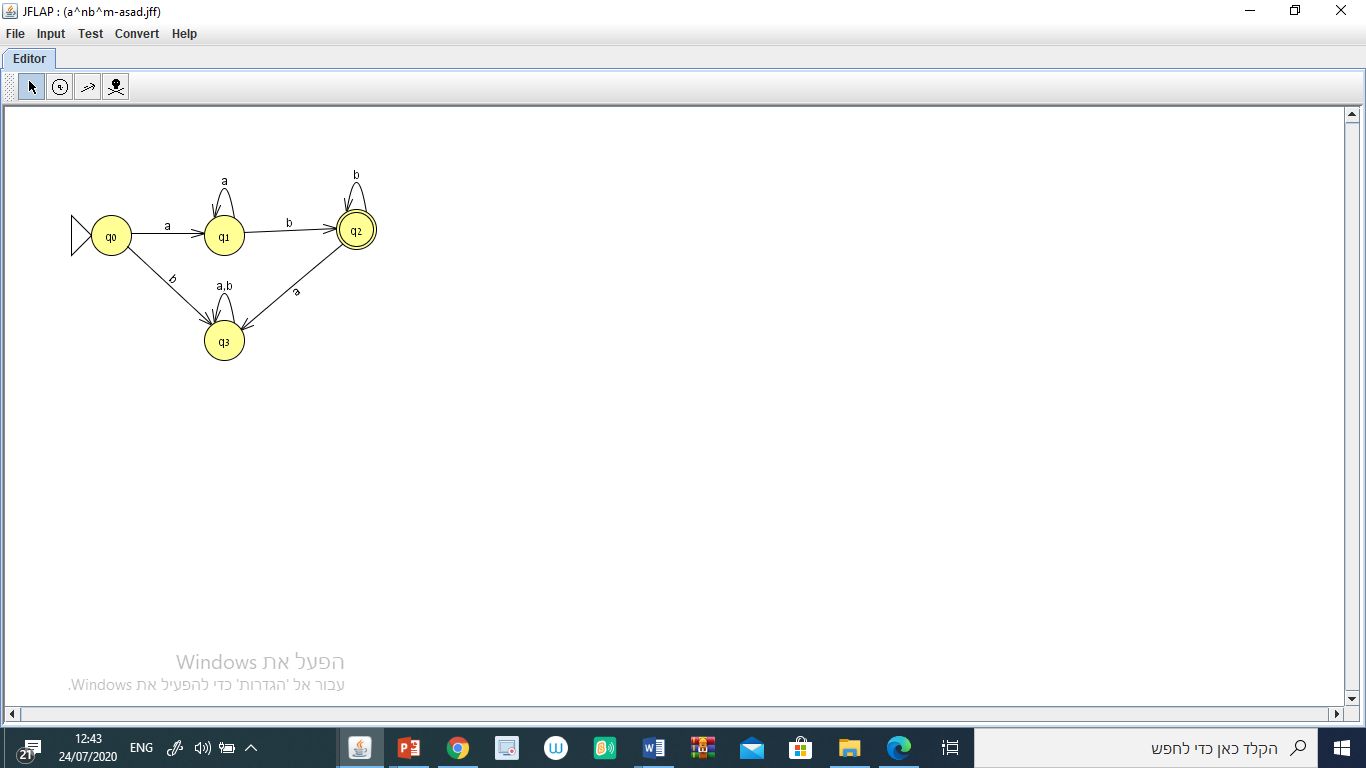 JFLAP : (a^nb^m-asad.jff)
File Input Test Convert Help
Editor
a
b
q0
a
q1
b
q2
b
a,b
a
q3
הפעל את Windows
עבור אל 'הגדרות' כדי להפעיל את Windows.
21
12:43
24/07/2020
ENG
הקלד כאן כדי לחפש